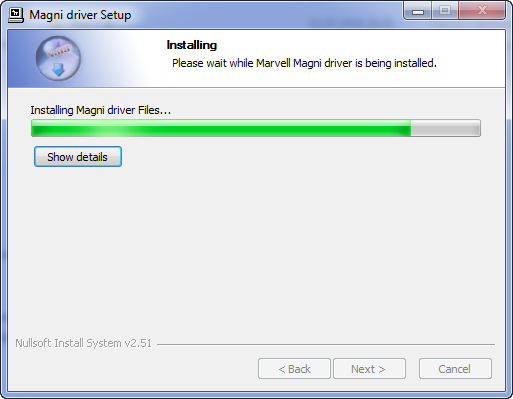 Magni driver Setup
Installing
Please wait while Marvell Magni driver is being installed.
Installing Magni driver Files...
Show details
Nullsoft Install System v2.51
< Back
Next >
Cancel